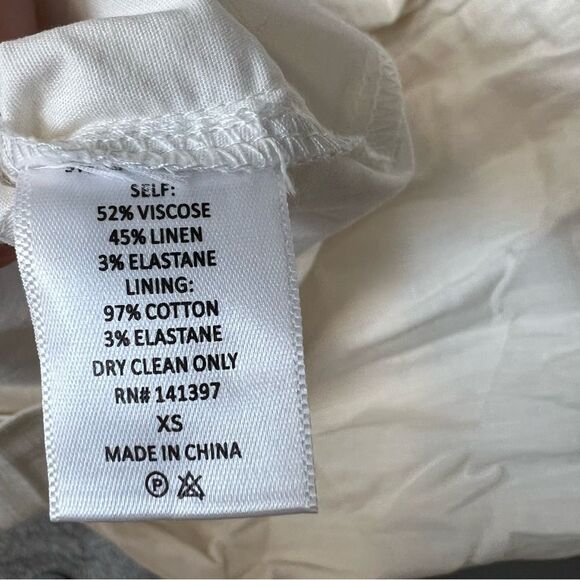 SELF:
52% VISCOSE
45% LINEN
3% ELASTANE
LINING:
97% COTTON
3% ELASTANE
DRY CLEAN ONLY
RN# 141397
XS
MADE IN CHINA
P